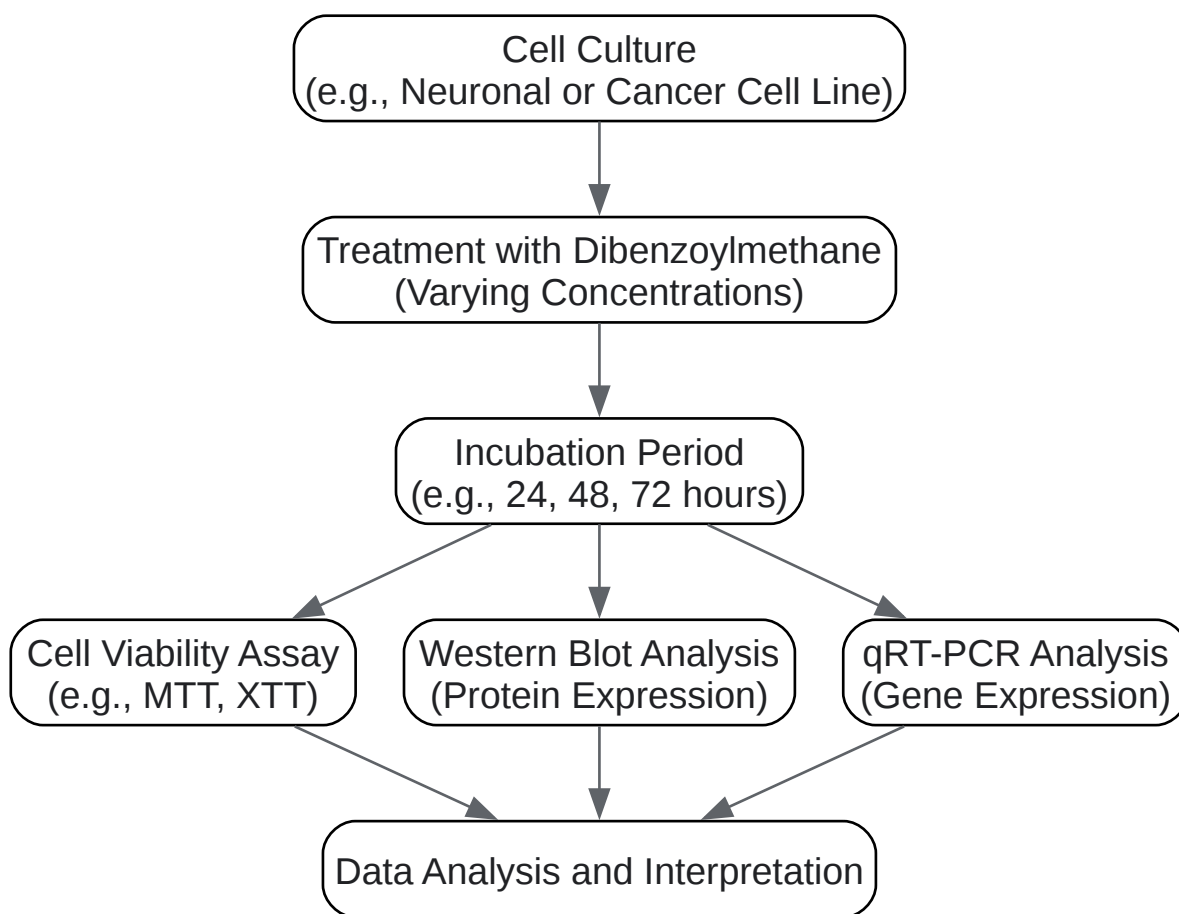 Cell Culture
(e.g., Neuronal or Cancer Cell Line)
Treatment with Dibenzoylmethane
(Varying Concentrations)
Incubation Period
(e.g., 24, 48, 72 hours)
Cell Viability Assay
(e.g., MTT, XTT)
Western Blot Analysis
(Protein Expression)
qRT-PCR Analysis
(Gene Expression)
Data Analysis and Interpretation